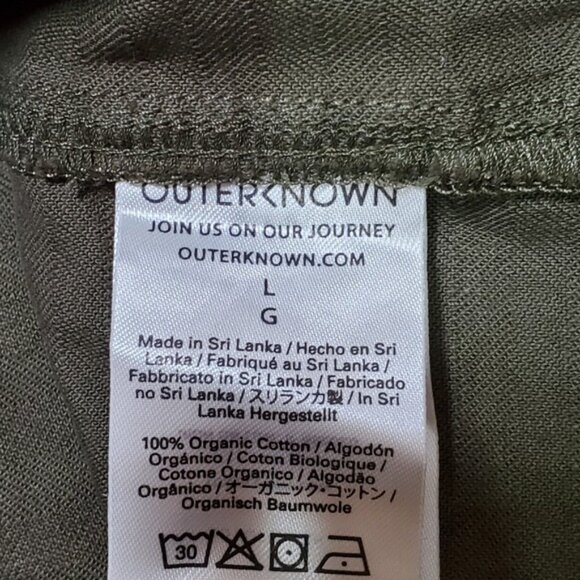 OUTERKNOWN
JOIN US ON OUR JOURNEY
OUTERKNOWN.COM
L
G
Made in Sri Lanka / Hecho en Sri
Lanka / Fabriqué au Sri Lanka /
Fabbricato in Sri Lanka / Fabricado
no Sri Lanka / スリランカ製 / In Sri
Lanka Hergestellt
100% Organic Cotton / Algodón
Orgánico / Coton Biologique /
Cotone Organico / Algodão
Orgânico / オーガニック・コットン /
Organisch Baumwolle
30